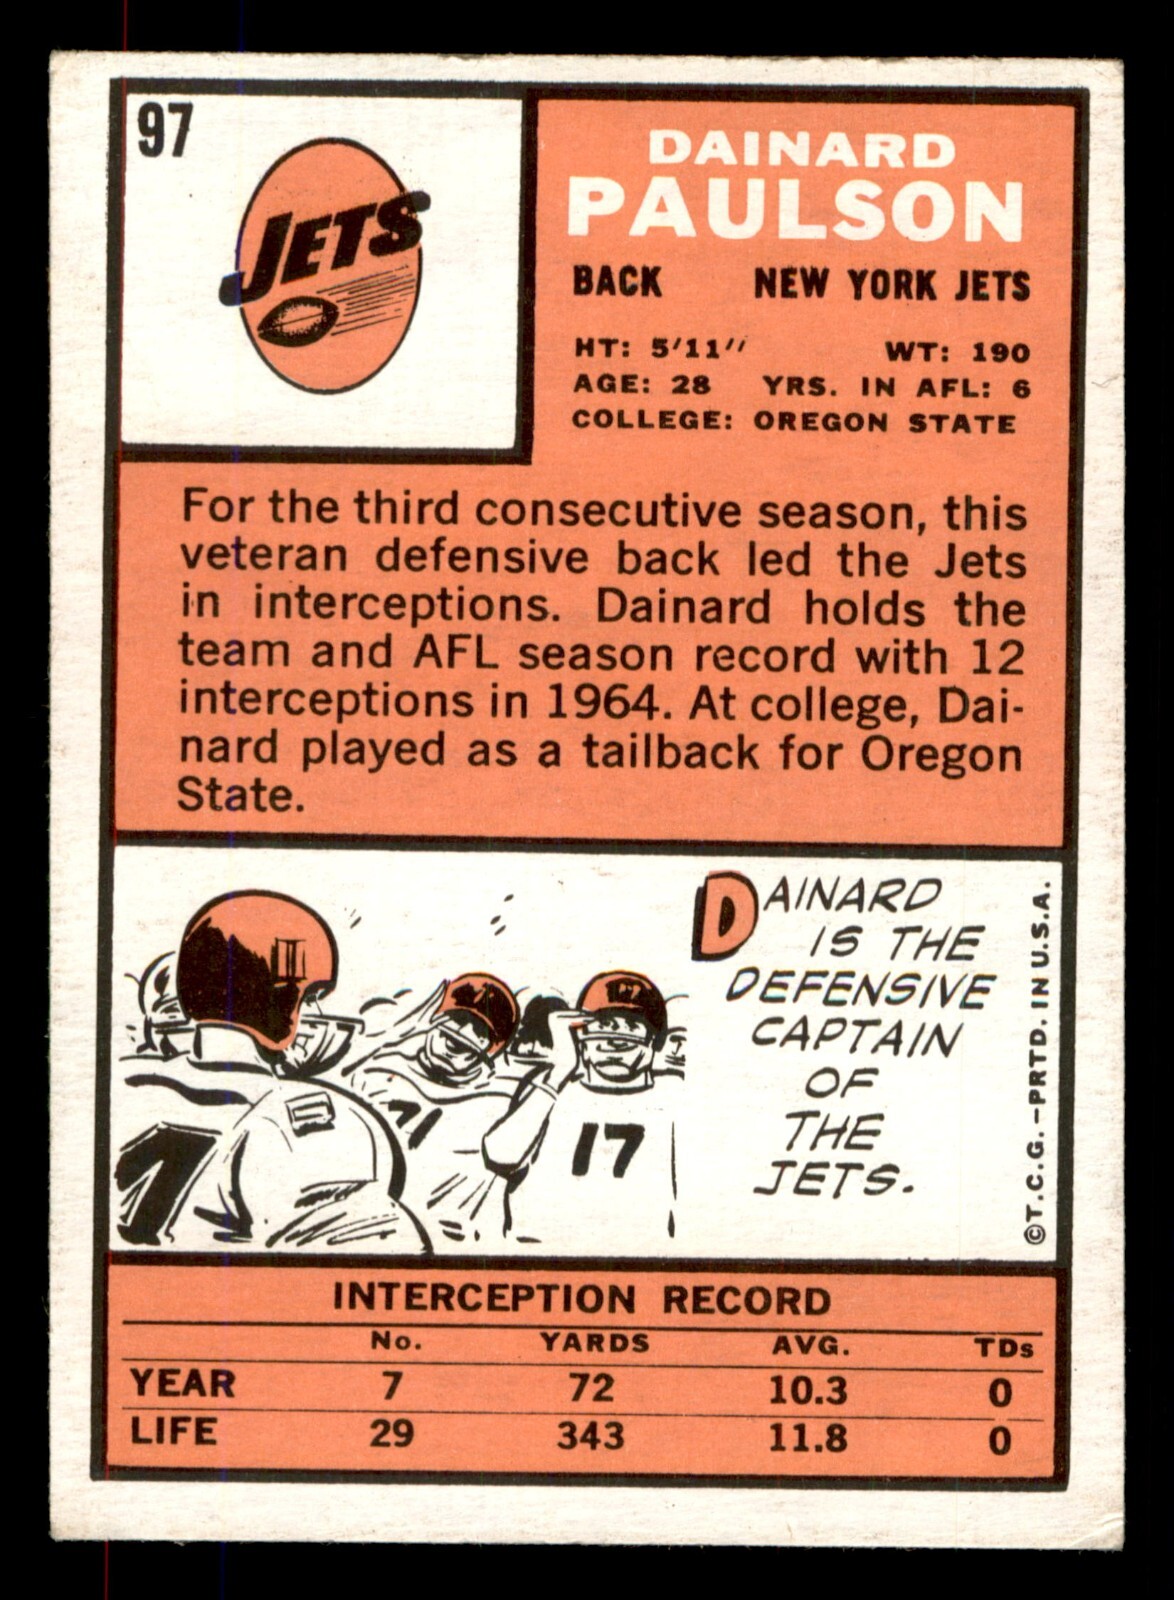 97
JETS
DAINARD
PAULSON
BACK NEW YORK JETS
HT: 5'11" WT: 190
AGE: 28 YRS. IN AFL: 6
COLLEGE: OREGON STATE
For the third consecutive season, this
veteran defensive back led the Jets
in interceptions. Dainard holds the
team and AFL season record with 12
interceptions in 1964. At college, Dai-
nard played as a tailback for Oregon
State.
DAINARD
IS THE
DEFENSIVE
CAPTAIN
OF
THE
JETS.
71
17
©T.C.G.-PRTD. IN U.S.A.
INTERCEPTION RECORD
No. YARDS AVG. TDs
YEAR 7 72 10.3 0
LIFE 29 343 11.8 0